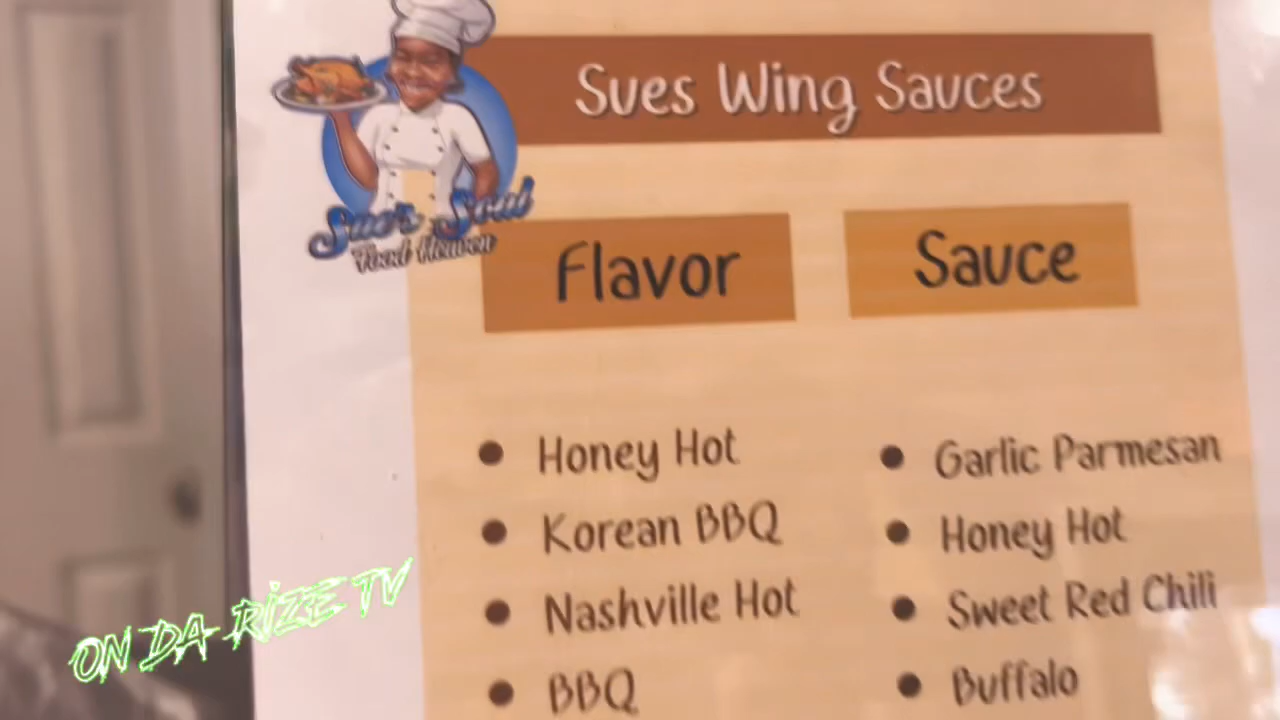 Sues Wing Sauces
Sue's Soul
Food Heaven
Flavor
Sauce
Honey Hot
Korean BBQ
Nashville Hot
BBQ
Garlic Parmesan
Honey Hot
Sweet Red Chili
Buffalo
ON DA RIZE TV